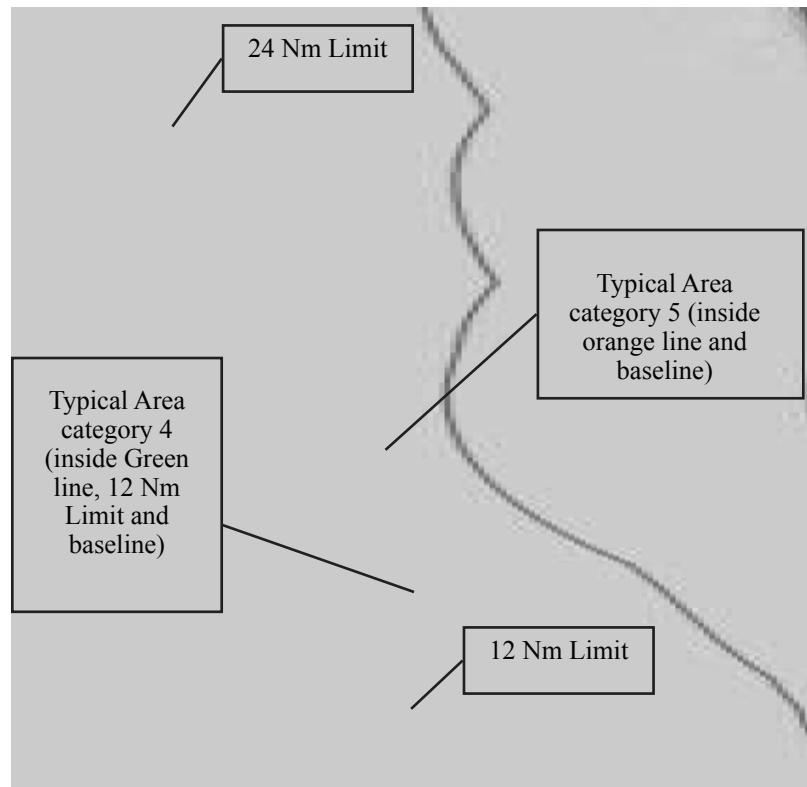 24 Nm Limit
Typical Area
category 5 (inside
orange line and
baseline)
Typical Area
category 4
(inside Green
line, 12 Nm
Limit and
baseline)
12 Nm Limit